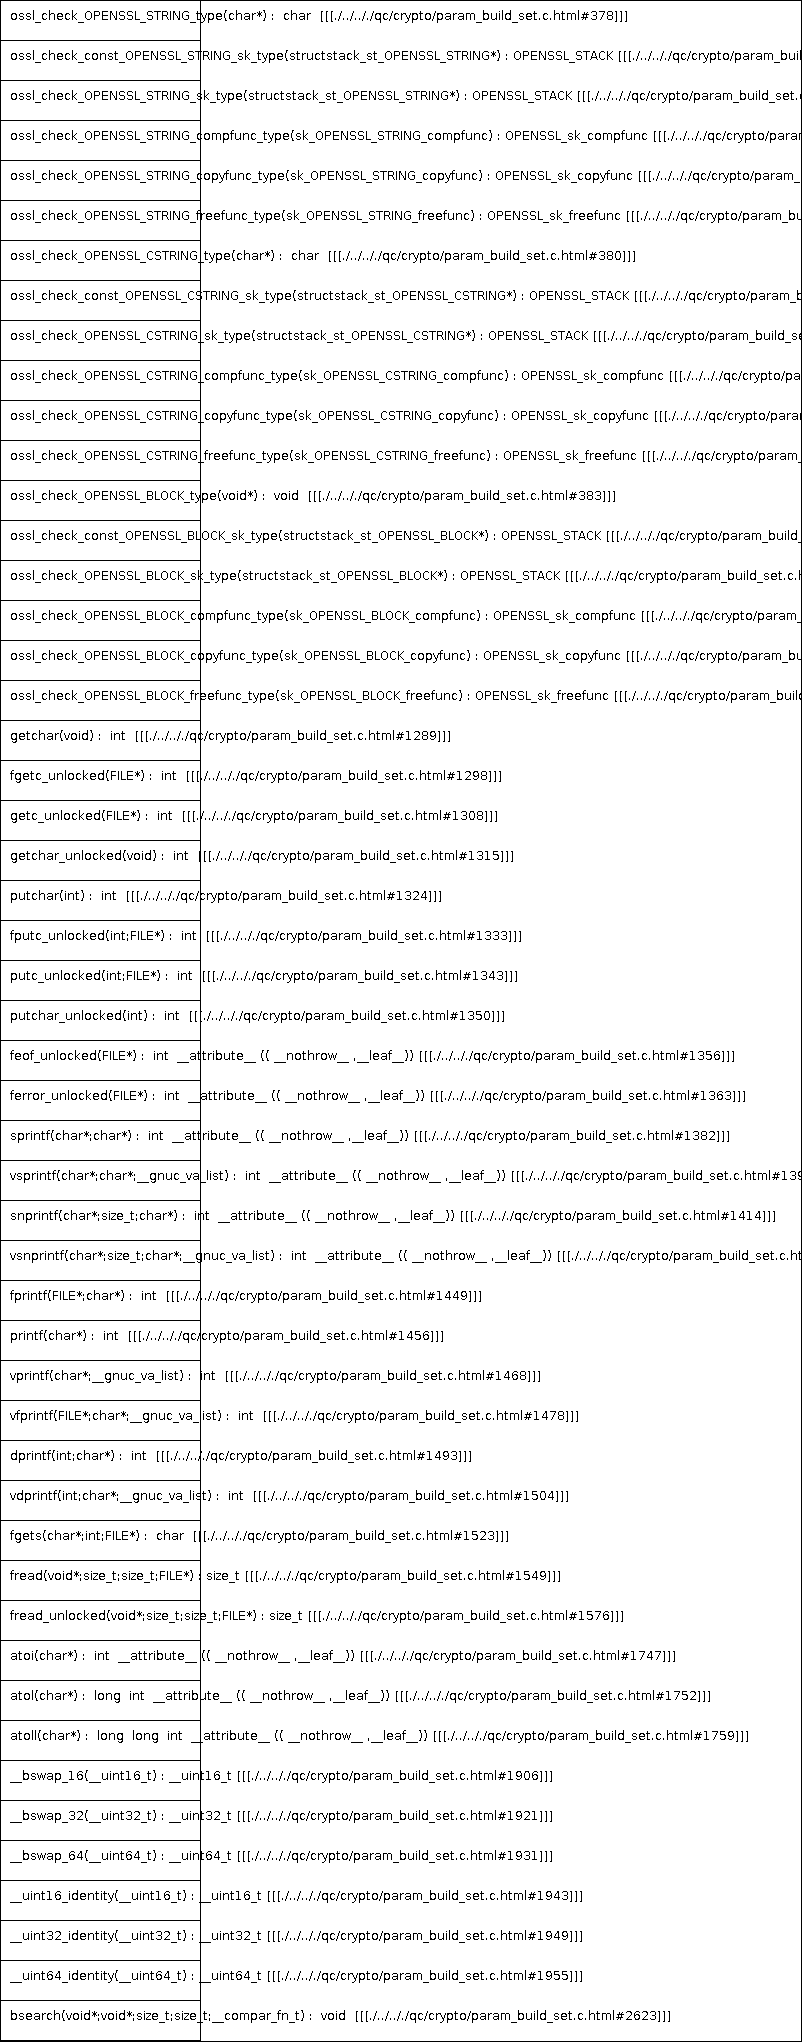 ossl_check_OPENSSL_STRING_type(char*) : char [[[./../../qc/crypto/param_build_set.c.html#378]]]
ossl_check_const_OPENSSL_STRING_sk_type(structstack_st_OPENSSL_STRING*) : OPENSSL_STACK [[[./../../qc/crypto/param_buil
ossl_check_OPENSSL_STRING_sk_type(structstack_st_OPENSSL_STRING*) : OPENSSL_STACK [[[./../../qc/crypto/param_build_set.
ossl_check_OPENSSL_STRING_compfunc_type(sk_OPENSSL_STRING_compfunc) : OPENSSL_sk_compfunc [[[./../../qc/crypto/para
ossl_check_OPENSSL_STRING_copyfunc_type(sk_OPENSSL_STRING_copyfunc) : OPENSSL_sk_copyfunc [[[./../../qc/crypto/param_
ossl_check_OPENSSL_STRING_freefunc_type(sk_OPENSSL_STRING_freefunc) : OPENSSL_sk_freefunc [[[./../../qc/crypto/param_bu
ossl_check_OPENSSL_CSTRING_type(char*) : char [[[./../../qc/crypto/param_build_set.c.html#380]]]
ossl_check_const_OPENSSL_CSTRING_sk_type(structstack_st_OPENSSL_CSTRING*) : OPENSSL_STACK [[[./../../qc/crypto/param_b
ossl_check_OPENSSL_CSTRING_sk_type(structstack_st_OPENSSL_CSTRING*) : OPENSSL_STACK [[[./../../qc/crypto/param_build_se
ossl_check_OPENSSL_CSTRING_compfunc_type(sk_OPENSSL_CSTRING_compfunc) : OPENSSL_sk_compfunc [[[./../../qc/crypto/pa
ossl_check_OPENSSL_CSTRING_copyfunc_type(sk_OPENSSL_CSTRING_copyfunc) : OPENSSL_sk_copyfunc [[[./../../qc/crypto/para
ossl_check_OPENSSL_CSTRING_freefunc_type(sk_OPENSSL_CSTRING_freefunc) : OPENSSL_sk_freefunc [[[./../../qc/crypto/param_
ossl_check_OPENSSL_BLOCK_type(void*) : void [[[./../../qc/crypto/param_build_set.c.html#383]]]
ossl_check_const_OPENSSL_BLOCK_sk_type(structstack_st_OPENSSL_BLOCK*) : OPENSSL_STACK [[[./../../qc/crypto/param_build_
ossl_check_OPENSSL_BLOCK_sk_type(structstack_st_OPENSSL_BLOCK*) : OPENSSL_STACK [[[./../../qc/crypto/param_build_set.c.h
ossl_check_OPENSSL_BLOCK_compfunc_type(sk_OPENSSL_BLOCK_compfunc) : OPENSSL_sk_compfunc [[[./../../qc/crypto/param_
ossl_check_OPENSSL_BLOCK_copyfunc_type(sk_OPENSSL_BLOCK_copyfunc) : OPENSSL_sk_copyfunc [[[./../../qc/crypto/param_bu
ossl_check_OPENSSL_BLOCK_freefunc_type(sk_OPENSSL_BLOCK_freefunc) : OPENSSL_sk_freefunc [[[./../../qc/crypto/param_build
getchar(void) : int [[[./../../qc/crypto/param_build_set.c.html#1289]]]
fgetc_unlocked(FILE*) : int [[[./../../qc/crypto/param_build_set.c.html#1298]]]
getc_unlocked(FILE*) : int [[[./../../qc/crypto/param_build_set.c.html#1308]]]
getchar_unlocked(void) : int [[[./../../qc/crypto/param_build_set.c.html#1315]]]
putchar(int) : int [[[./../../qc/crypto/param_build_set.c.html#1324]]]
fputc_unlocked(int;FILE*) : int [[[./../../qc/crypto/param_build_set.c.html#1333]]]
putc_unlocked(int;FILE*) : int [[[./../../qc/crypto/param_build_set.c.html#1343]]]
putchar_unlocked(int) : int [[[./../../qc/crypto/param_build_set.c.html#1350]]]
feof_unlocked(FILE*) : int __attribute__ (( __nothrow__ ,__leaf__)) [[[./../../qc/crypto/param_build_set.c.html#1356]]]
ferror_unlocked(FILE*) : int __attribute__ (( __nothrow__ ,__leaf__)) [[[./../../qc/crypto/param_build_set.c.html#1363]]]
sprintf(char*;char*) : int __attribute__ (( __nothrow__ ,__leaf__)) [[[./../../qc/crypto/param_build_set.c.html#1382]]]
vsprintf(char*;char*;__gnuc_va_list) : int __attribute__ (( __nothrow__ ,__leaf__)) [[[./../../qc/crypto/param_build_set.c.html#139
snprintf(char*;size_t;char*) : int __attribute__ (( __nothrow__ ,__leaf__)) [[[./../../qc/crypto/param_build_set.c.html#1414]]]
vsnprintf(char*;size_t;char*;__gnuc_va_list) : int __attribute__ (( __nothrow__ ,__leaf__)) [[[./../../qc/crypto/param_build_set.c.ht
fprintf(FILE*;char*) : int [[[./../../qc/crypto/param_build_set.c.html#1449]]]
printf(char*) : int [[[./../../qc/crypto/param_build_set.c.html#1456]]]
vprintf(char*;__gnuc_va_list) : int [[[./../../qc/crypto/param_build_set.c.html#1468]]]
vfprintf(FILE*;char*;__gnuc_va_list) : int [[[./../../qc/crypto/param_build_set.c.html#1478]]]
dprintf(int;char*) : int [[[./../../qc/crypto/param_build_set.c.html#1493]]]
vdprintf(int;char*;__gnuc_va_list) : int [[[./../../qc/crypto/param_build_set.c.html#1504]]]
fgets(char*;int;FILE*) : char [[[./../../qc/crypto/param_build_set.c.html#1523]]]
fread(void*;size_t;size_t;FILE*) : size_t [[[./../../qc/crypto/param_build_set.c.html#1549]]]
fread_unlocked(void*;size_t;size_t;FILE*) : size_t [[[./../../qc/crypto/param_build_set.c.html#1576]]]
atoi(char*) : int __attribute__ (( __nothrow__ ,__leaf__)) [[[./../../qc/crypto/param_build_set.c.html#1747]]]
atol(char*) : long int __attribute__ (( __nothrow__ ,__leaf__)) [[[./../../qc/crypto/param_build_set.c.html#1752]]]
atoll(char*) : long long int __attribute__ (( __nothrow__ ,__leaf__)) [[[./../../qc/crypto/param_build_set.c.html#1759]]]
__bswap_16(__uint16_t) : __uint16_t [[[./../../qc/crypto/param_build_set.c.html#1906]]]
__bswap_32(__uint32_t) : __uint32_t [[[./../../qc/crypto/param_build_set.c.html#1921]]]
__bswap_64(__uint64_t) : __uint64_t [[[./../../qc/crypto/param_build_set.c.html#1931]]]
__uint16_identity(__uint16_t) : __uint16_t [[[./../../qc/crypto/param_build_set.c.html#1943]]]
__uint32_identity(__uint32_t) : __uint32_t [[[./../../qc/crypto/param_build_set.c.html#1949]]]
__uint64_identity(__uint64_t) : __uint64_t [[[./../../qc/crypto/param_build_set.c.html#1955]]]
bsearch(void*;void*;size_t;size_t;__compar_fn_t) : void [[[./../../qc/crypto/param_build_set.c.html#2623]]]